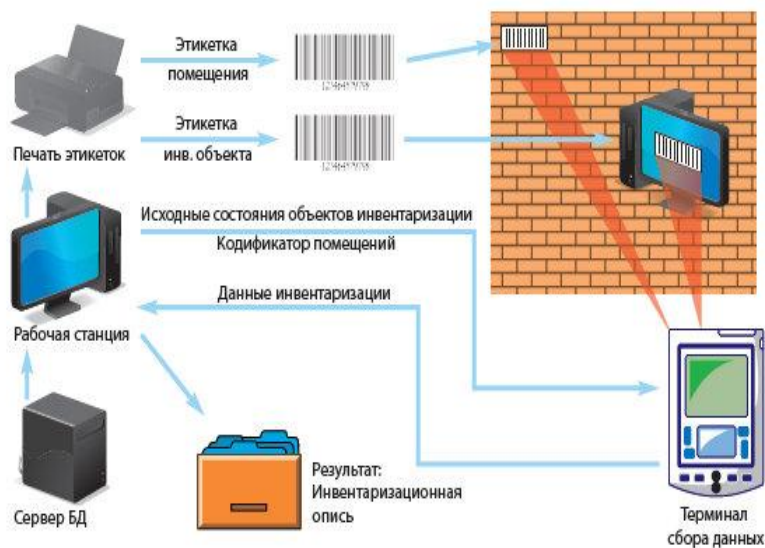 Этикетка
помещения
Этикетка
инв. объекта
Печать этикеток
Исходные состояния объектов инвентаризации
Кодификатор помещений
Данные инвентаризации
Рабочая станция
Результат:
Инвентаризационная
опись
Сервер БД
Терминал
сбора данных